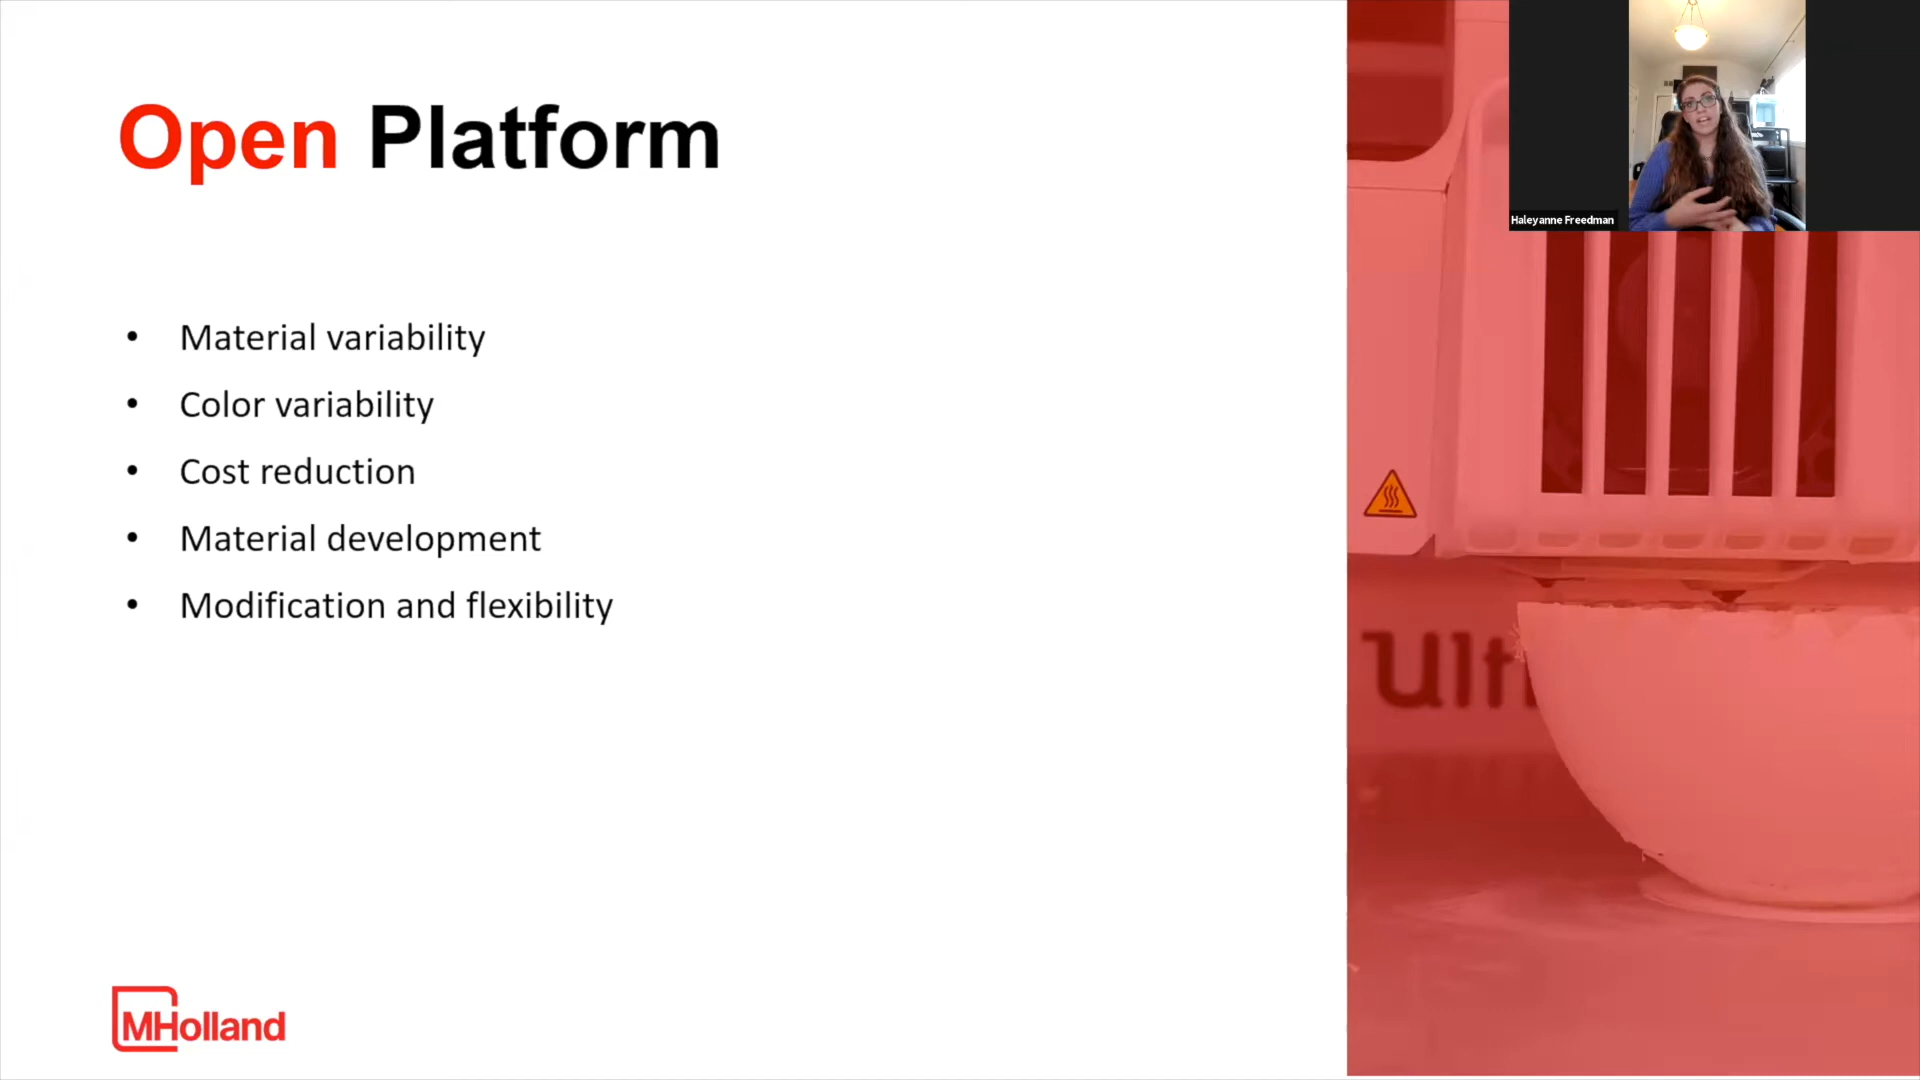 Open Platform
Haleyanne Freedman
• Material variability
• Color variability
• Cost reduction
• Material development
• Modification and flexibility
Ult
MHolland